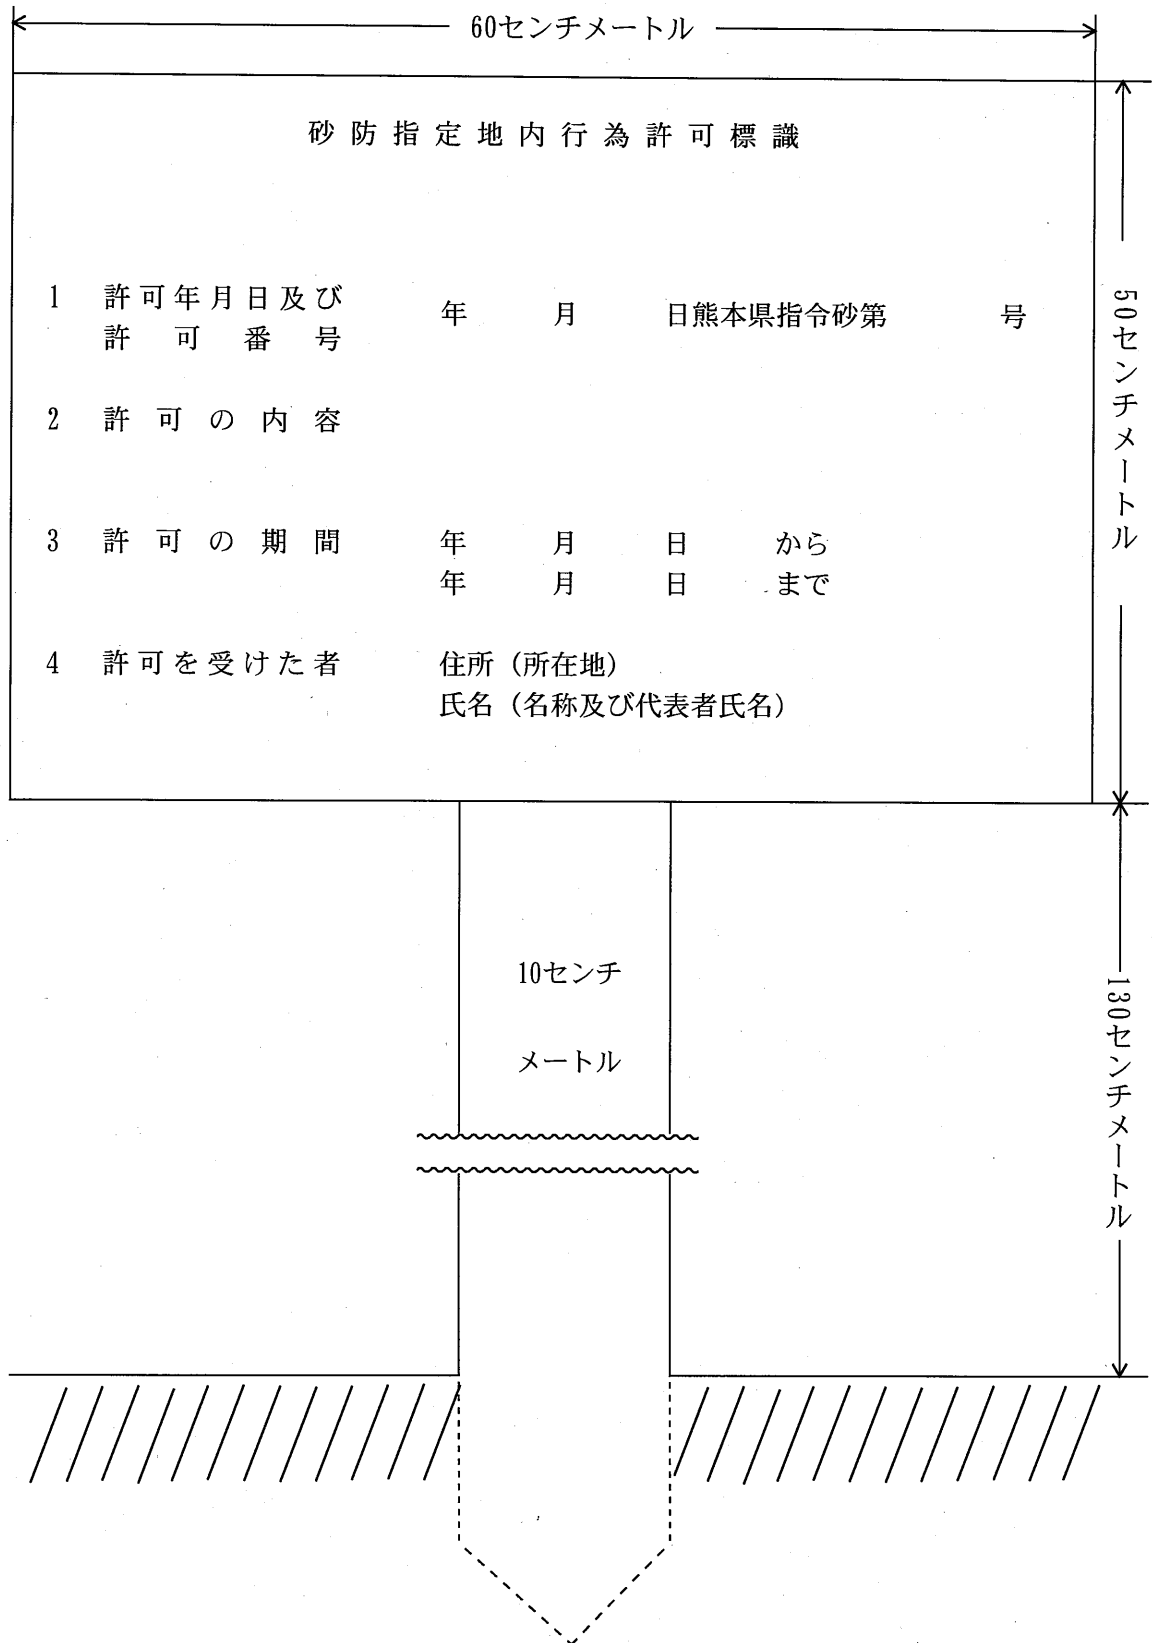 60センチメートル
砂防指定地内行為許可標識
1 許可年月日及び
許可番号
年 月 日熊本県指令砂第 号
2 許可の内容
3 許可の期間 年 月 日 から
年 月 日 まで
4 許可を受けた者 住所（所在地）
氏名（名称及び代表者氏名）
50センチメートル
10センチ
メートル
130センチメートル